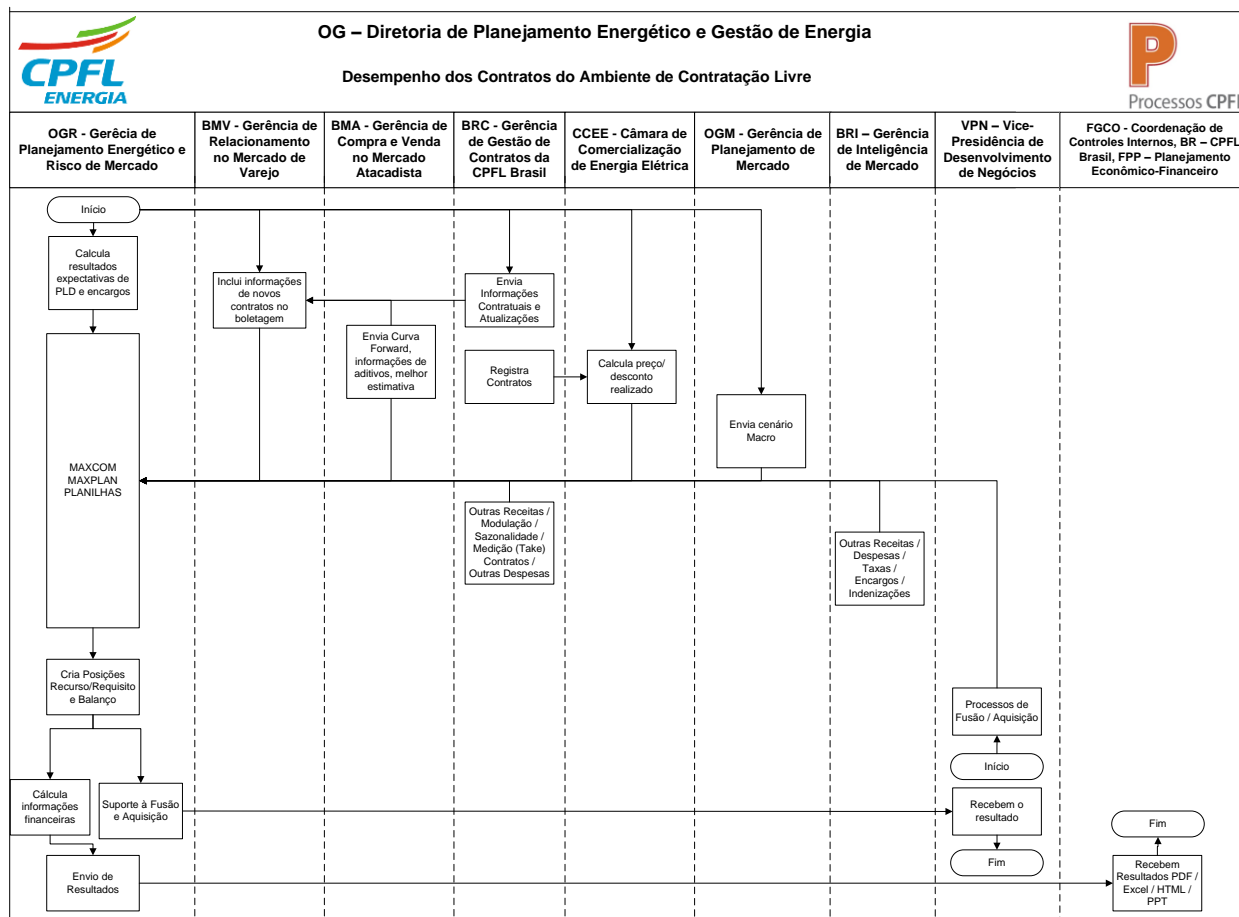 OG – Diretoria de Planejamento Energético e Gestão de Energia
Desempenho dos Contratos do Ambiente de Contratação Livre
CPFL
ENERGIA
P
Processos CPFL
OGR - Gerêcia de
Planejamento Energético e
Risco de Mercado
BMV - Gerência de
Relacionamento
no Mercado de
Varejo
BMA - Gerência de
Compra e Venda
no Mercado
Atacadista
BRC - Gerência
de Gestão de
Contratos da
CPFL Brasil
CCEE - Câmara de
Comercialização
de Energia Elétrica
OGM - Gerência de
Planejamento de
Mercado
BRI – Gerência
de Inteligência
de Mercado
VPN – Vice-
Presidência de
Desenvolvimento
de Negócios
FGCO - Coordenação de
Controles Internos, BR – CPFL
Brasil, FPP – Planejamento
Econômico-Financeiro
Início
Calcula
resultados
expectativas de
PLD e encargos
Inclui informações
de novos
contratos no
boletagem
Envia
Informações
Contratuais e
Atualizações
Envia Curva
Forward,
informações de
aditivos, melhor
estimativa
Registra
Contratos
Calcula preço/
desconto
realizado
Envia cenário
Macro
MAXCOM
MAXPLAN
PLANILHAS
Outras Receitas /
Modulação /
Sazonalidade /
Medição (Take)
Contratos /
Outras Despesas
Outras Receitas /
Despesas /
Taxas /
Encargos /
Indenizações
Cria Posições
Recurso/Requisito
e Balanço
Processos de
Fusão / Aquisição
Início
Cálcula
informações
financeiras
Suporte à Fusão
e Aquisição
Recebem o
resultado
Fim
Fim
Envio de
Resultados
Recebem
Resultados PDF /
Excel / HTML /
PPT